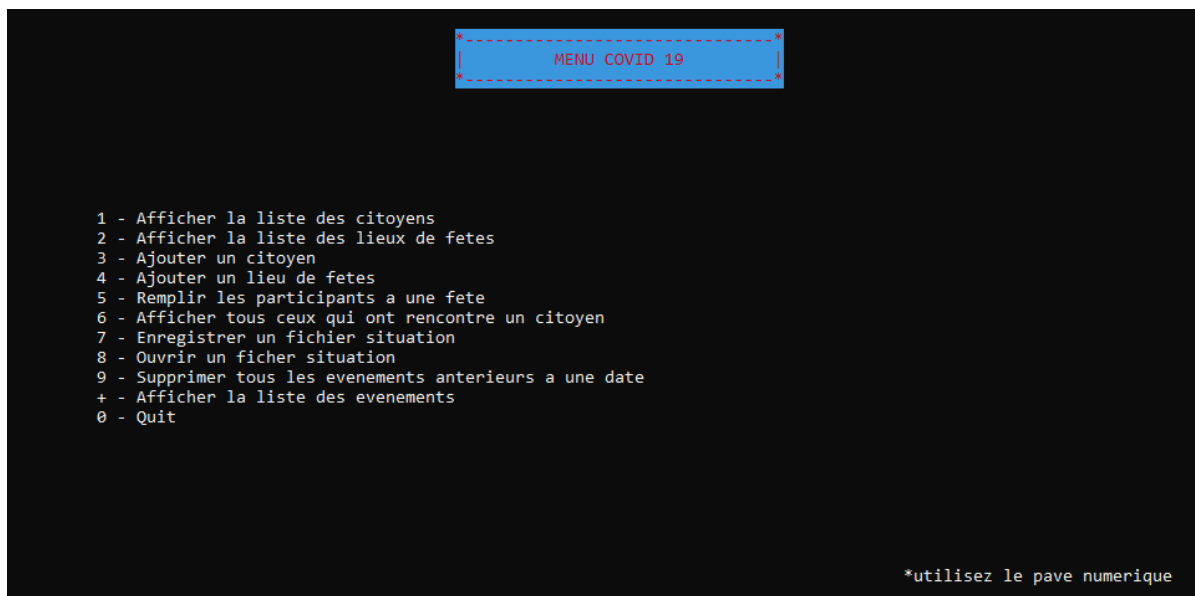 *-------------------------------*
| MENU COVID 19 |
*-------------------------------*
1 - Afficher la liste des citoyens
2 - Afficher la liste des lieux de fetes
3 - Ajouter un citoyen
4 - Ajouter un lieu de fetes
5 - Remplir les participants a une fete
6 - Afficher tous ceux qui ont rencontre un citoyen
7 - Enregistrer un fichier situation
8 - Ouvrir un ficher situation
9 - Supprimer tous les evenements anterieurs a une date
+ - Afficher la liste des evenements
0 - Quit
*utilisez le pave numerique